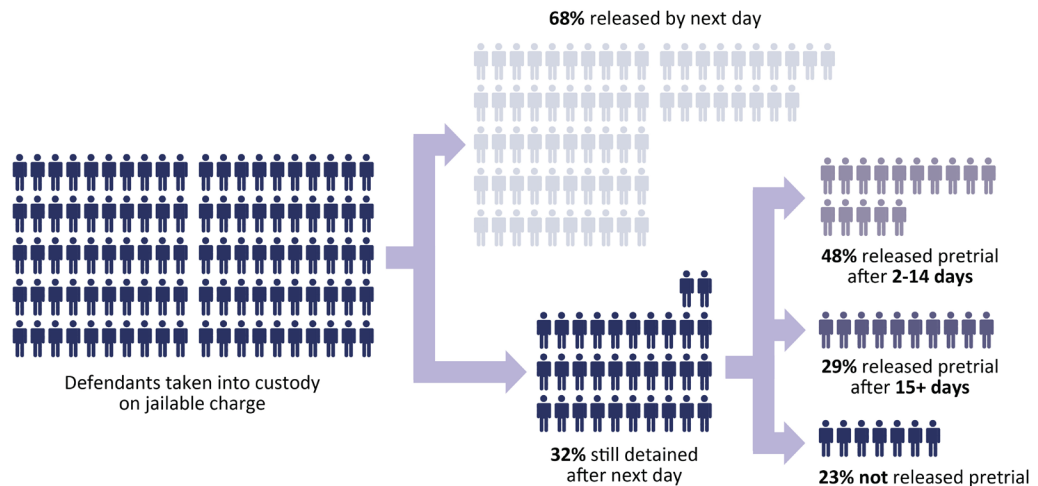 68% released by next day
Defendants taken into custody
on jailable charge
48% released pretrial
after 2-14 days
29% released pretrial
after 15+ days
32% still detained
after next day
23% not released pretrial